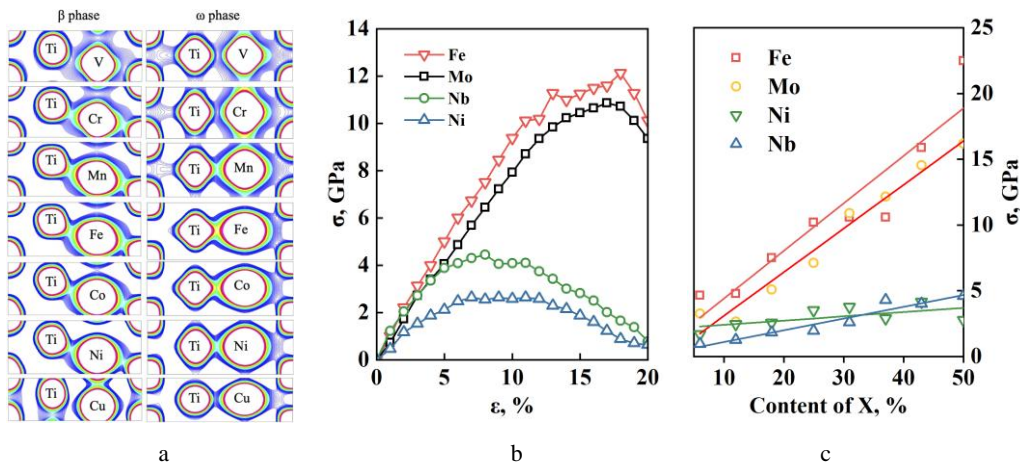 β phase ω phase
Ti V Ti V
Ti Cr Ti Cr
Ti Mn Ti Mn
Ti Fe Ti Fe
Ti Co Ti Co
Ti Ni Ti Ni
Ti Cu Ti Cu
a
14
12
10
8
6
4
2
0
σ, GPa
Fe
Mo
Nb
Ni
0 5 10 15 20
ε, %
b
Fe
Mo
Ni
Nb
25
20
15
10
5
0
σ, GPa
10 20 30 40 50
Content of X, %
c